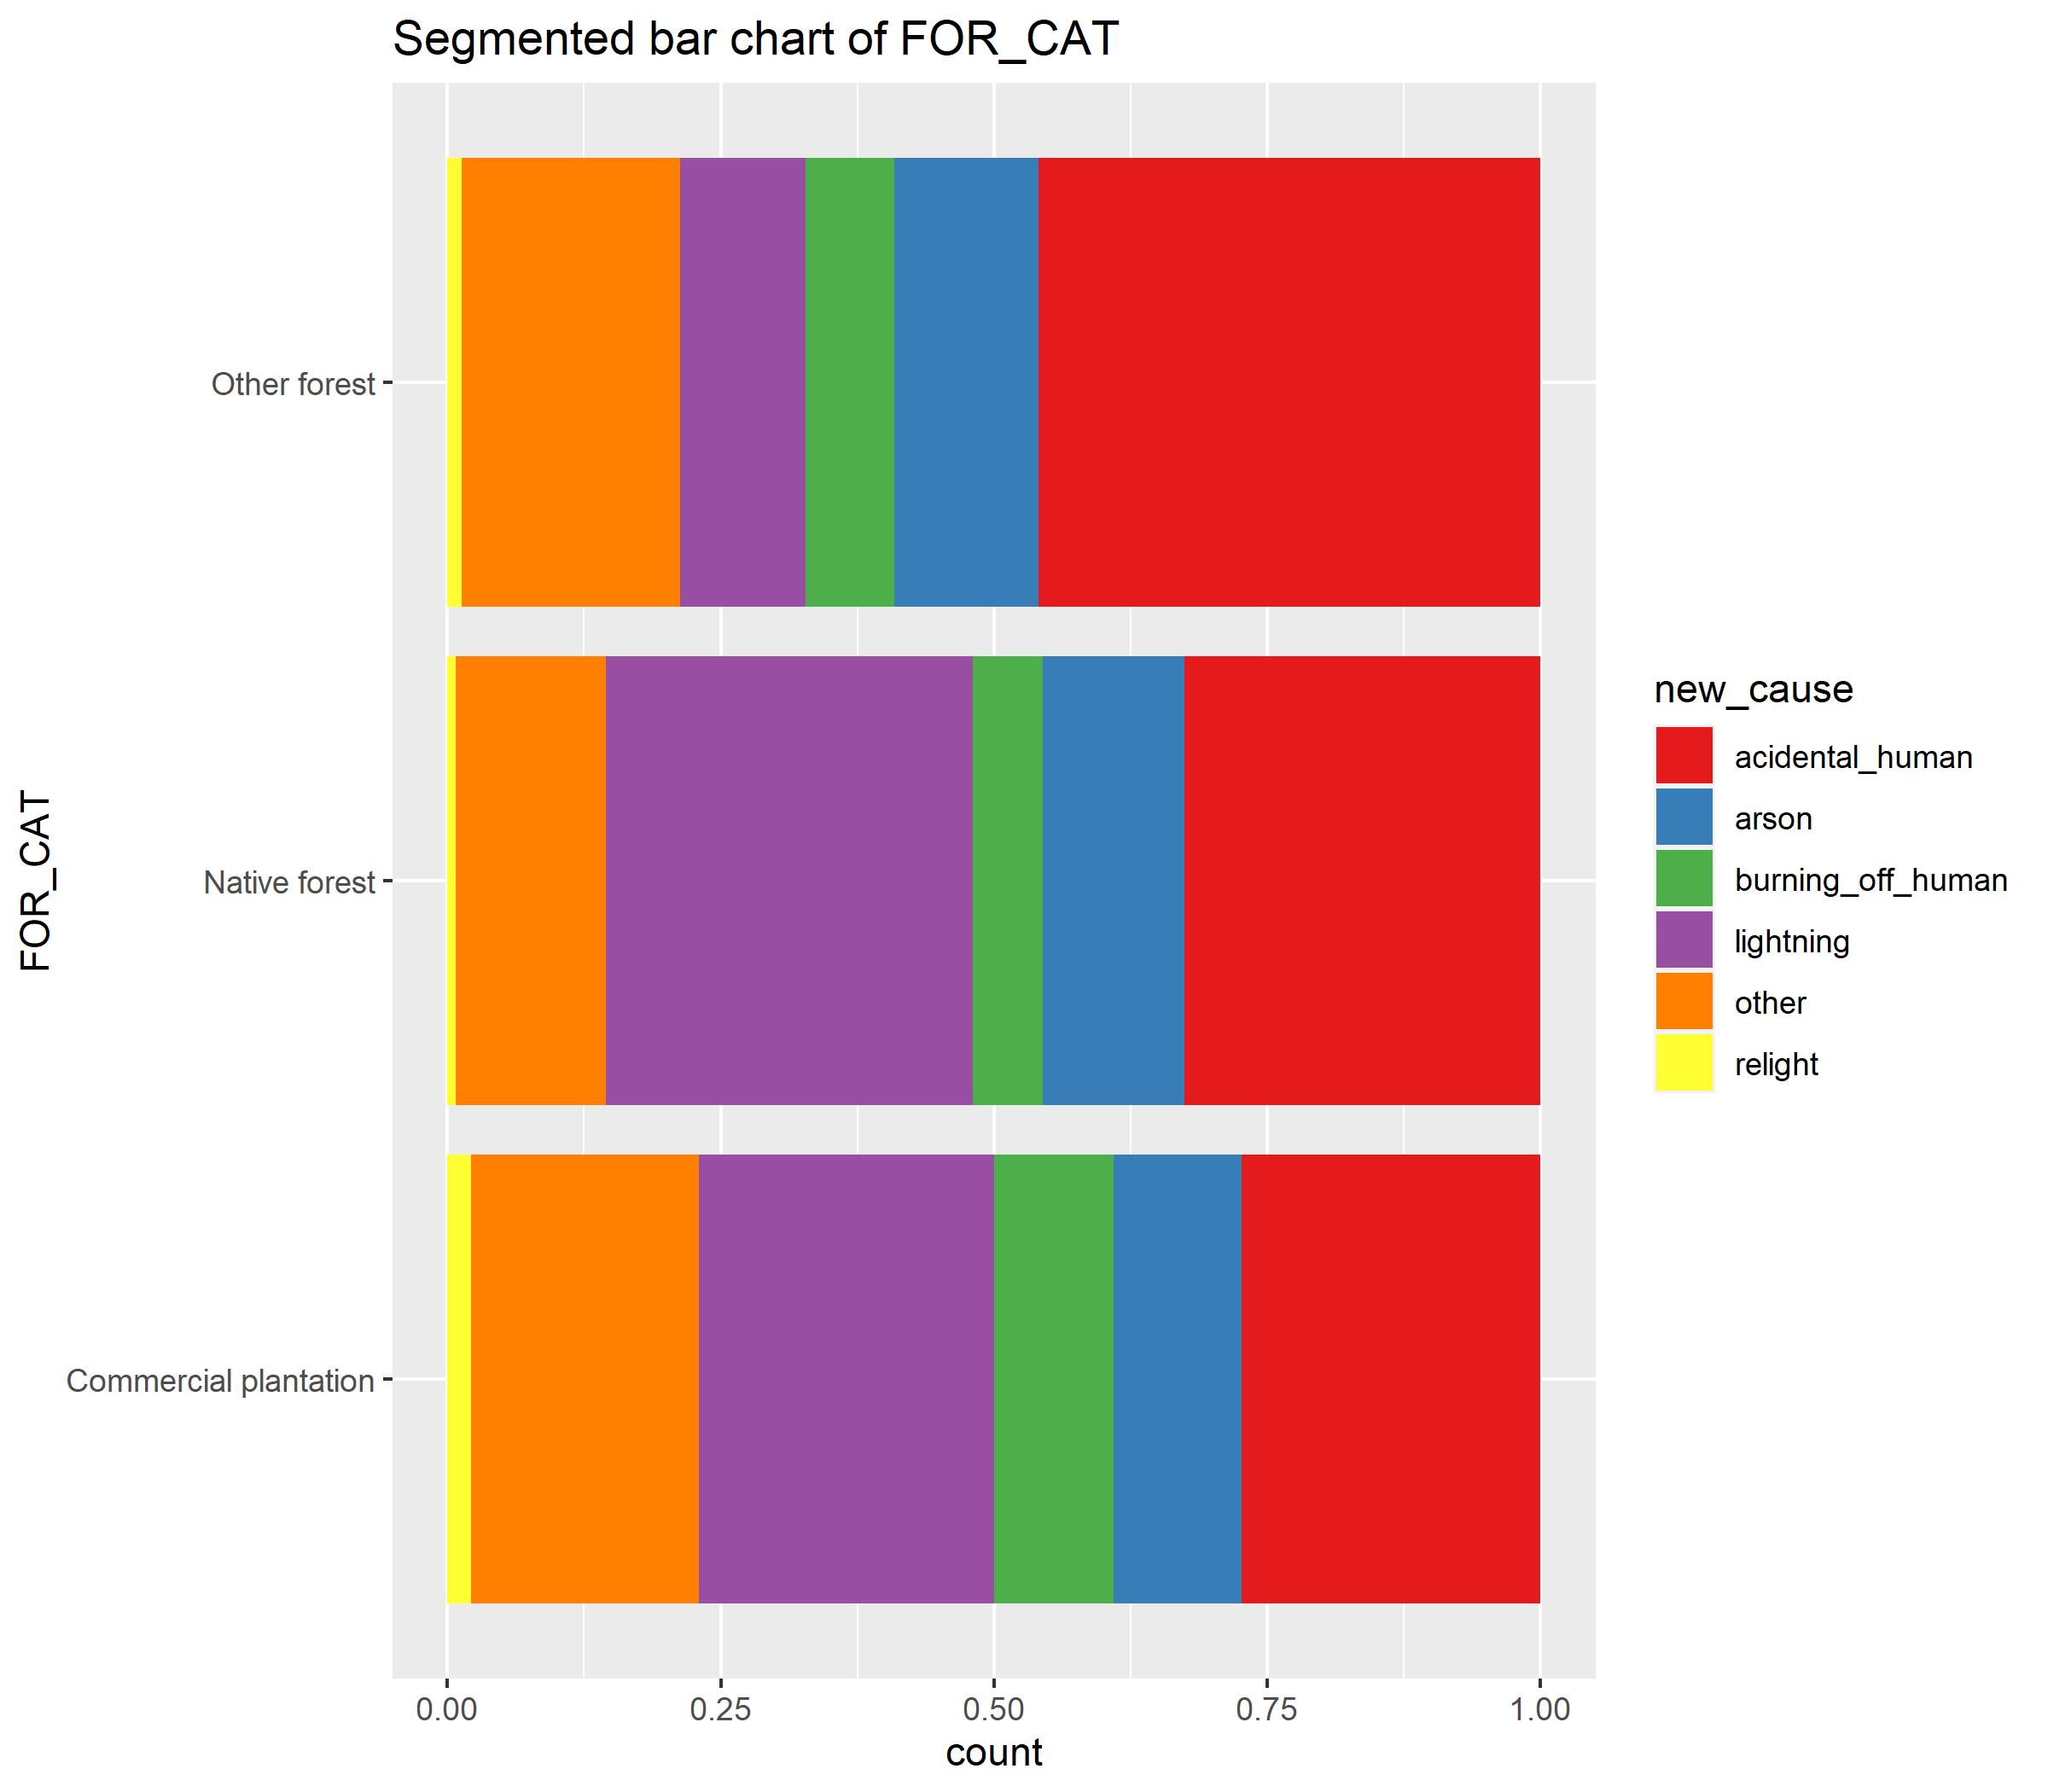 Segmented bar chart of FOR_CAT
FOR_CAT
Other forest
Native forest
Commercial plantation
0.00
0.25
0.50
0.75
1.00
count
new_cause
acidental_human
arson
burning_off_human
lightning
other
relight